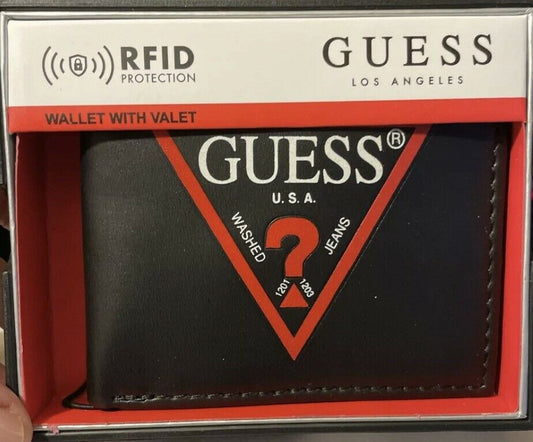 RFID
PROTECTION
GUESS
LOS ANGELES
WALLET WITH VALET
GUESS®
U.S.A.
WASHED
?
JEANS
1201
1203